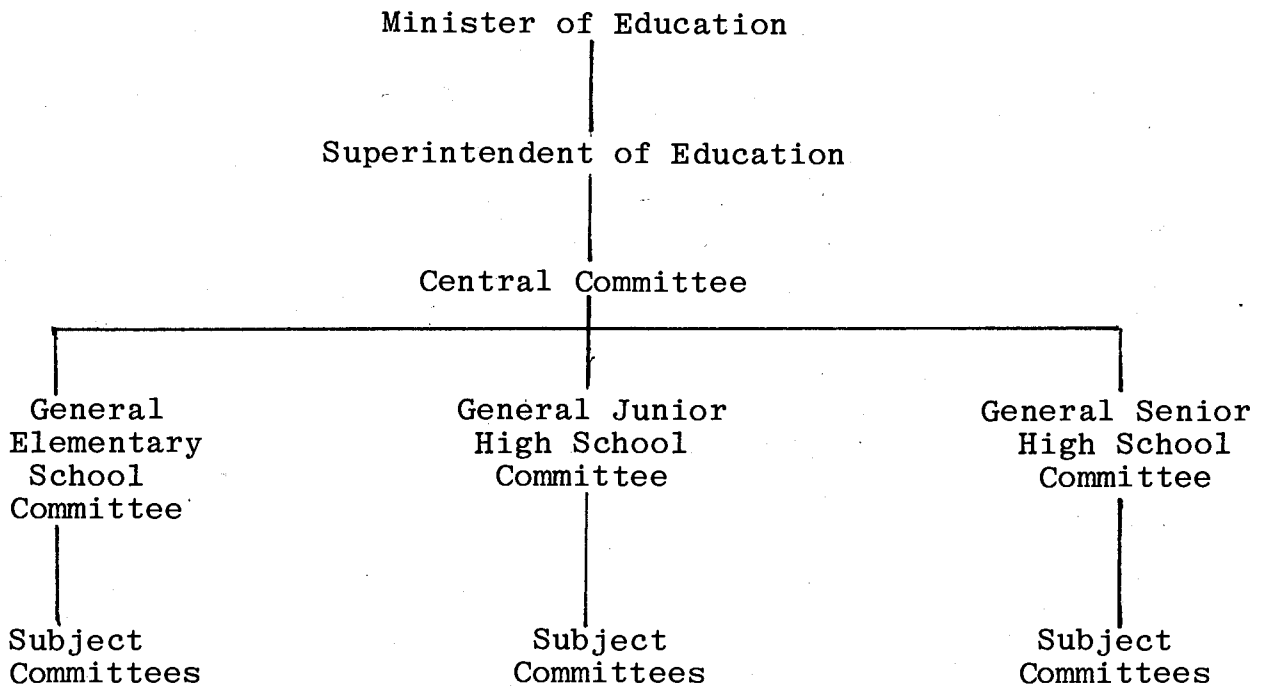 Minister of Education
Superintendent of Education
Central Committee
General
Elementary
School
Committee
General Junior
High School
Committee
General Senior
High School
Committee
Subject
Committees
Subject
Committees
Subject
Committees